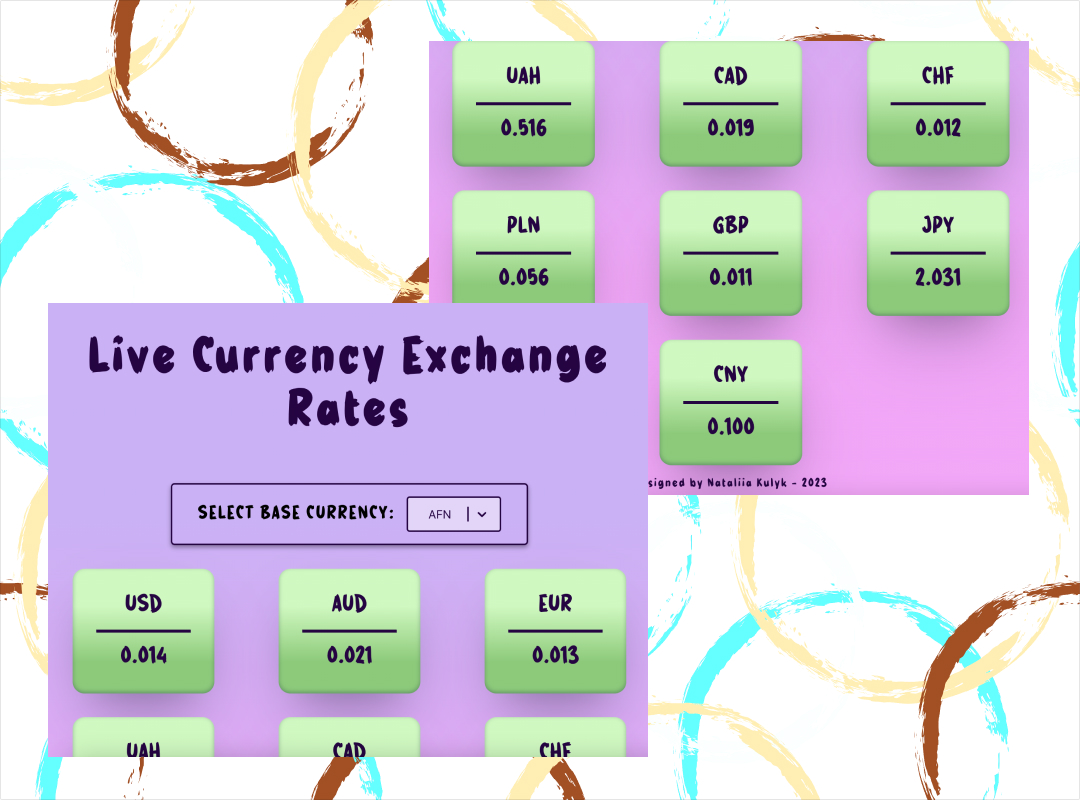 UAH CAD CHF
0.516 0.019 0.012
PLN GBP JPY
0.056 0.011 2.031
CNY
0.100
by Nataliia Kulyk - 2023
Live Currency Exchange
Rates
SELECT BASE CURRENCY: AFN
USD AUD EUR
0.014 0.021 0.013
UAH CAD CHF